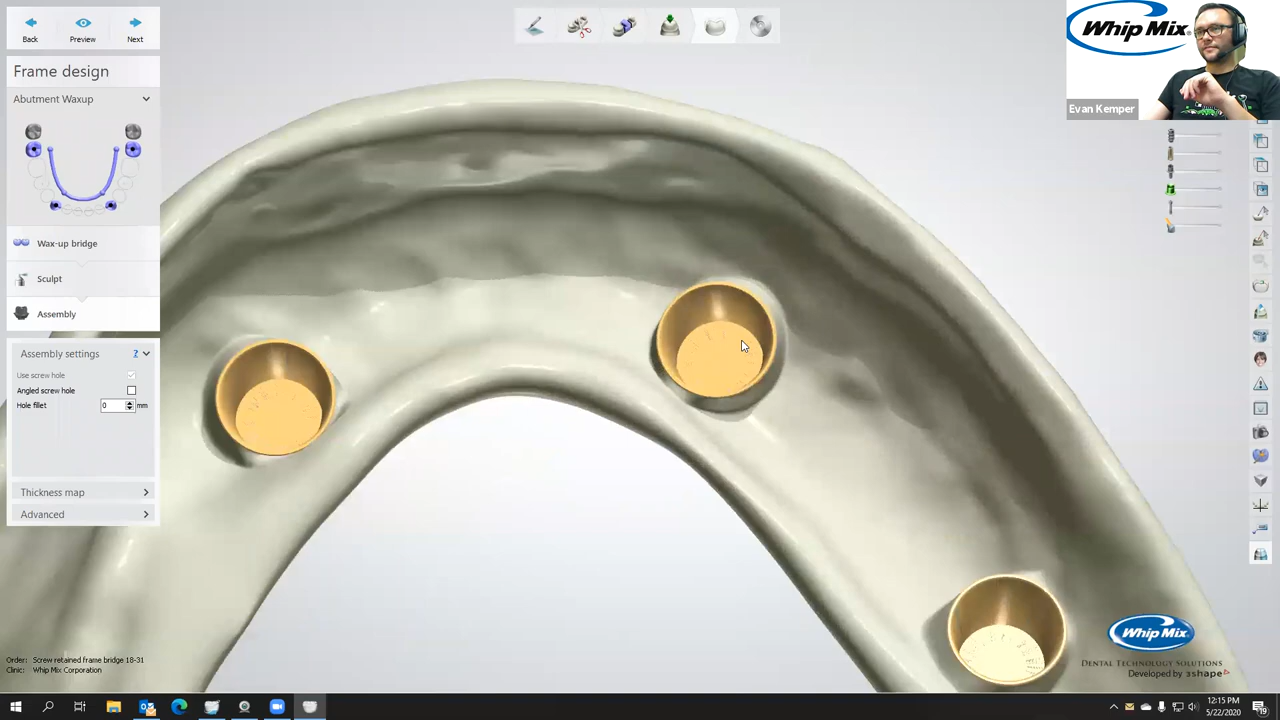 Back
Preview
Next
Frame design
Abutment Waxup
Wax-up bridge
Sculpt
Assembly
Assembly settings ?
Use screw hole
Angled screw hole
Hole fillet 0 mm
Thickness map
Advanced
Order: Screw retained frame bridge 18-31
Clinic: Whip Mix Corporation
Whip Mix®
Evan Kemper
Whip Mix
DENTAL TECHNOLOGY SOLUTIONS
Developed by 3shape
12:15 PM
5/22/2020
19